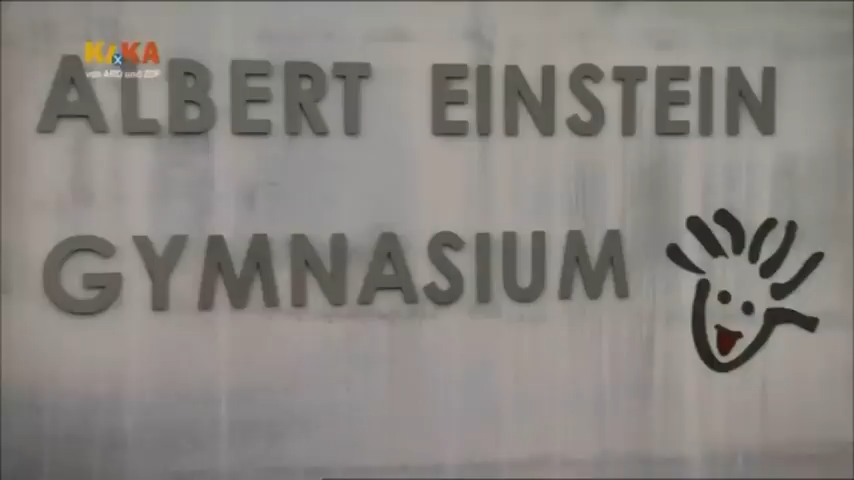 KiKA
von ARD und ZDF
ALBERT EINSTEIN
GYMNASIUM